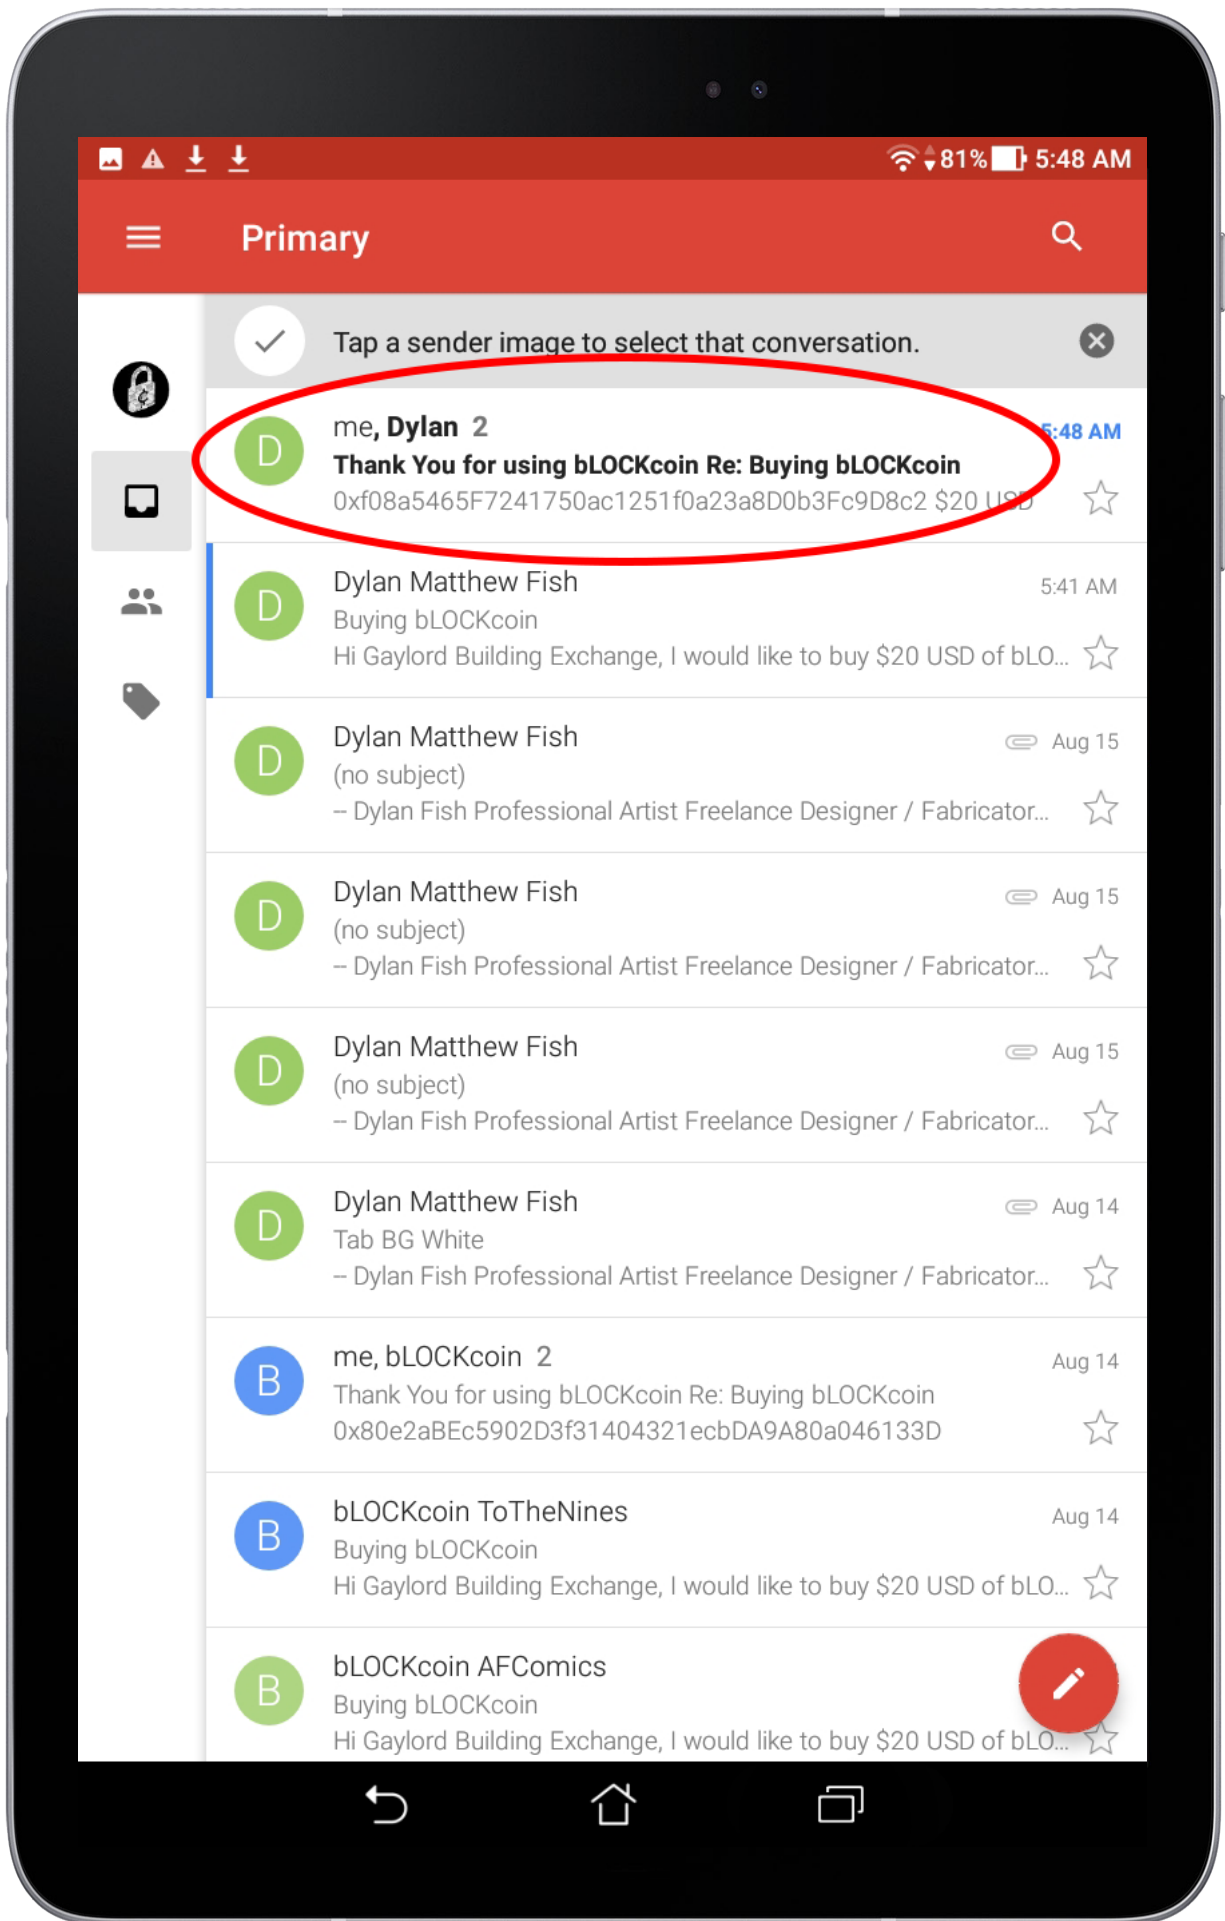 81% 5:48 AM
Primary
Tap a sender image to select that conversation.
D
me, Dylan 2
5:48 AM
Thank You for using bLOCKcoin Re: Buying bLOCKcoin
0xf08a5465F7241750ac1251f0a23a8D0b3Fc9D8c2 $20 USD
D
Dylan Matthew Fish
5:41 AM
Buying bLOCKcoin
Hi Gaylord Building Exchange, I would like to buy $20 USD of bLO...
D
Dylan Matthew Fish
Aug 15
(no subject)
-- Dylan Fish Professional Artist Freelance Designer / Fabricator...
D
Dylan Matthew Fish
Aug 15
(no subject)
-- Dylan Fish Professional Artist Freelance Designer / Fabricator...
D
Dylan Matthew Fish
Aug 15
(no subject)
-- Dylan Fish Professional Artist Freelance Designer / Fabricator...
D
Dylan Matthew Fish
Aug 14
Tab BG White
-- Dylan Fish Professional Artist Freelance Designer / Fabricator...
B
me, bLOCKcoin 2
Aug 14
Thank You for using bLOCKcoin Re: Buying bLOCKcoin
0x80e2aBEc5902D3f31404321ecbDA9A80a046133D
B
bLOCKcoin ToTheNines
Aug 14
Buying bLOCKcoin
Hi Gaylord Building Exchange, I would like to buy $20 USD of bLO...
B
bLOCKcoin AFComics
Buying bLOCKcoin
Hi Gaylord Building Exchange, I would like to buy $20 USD of bLO...